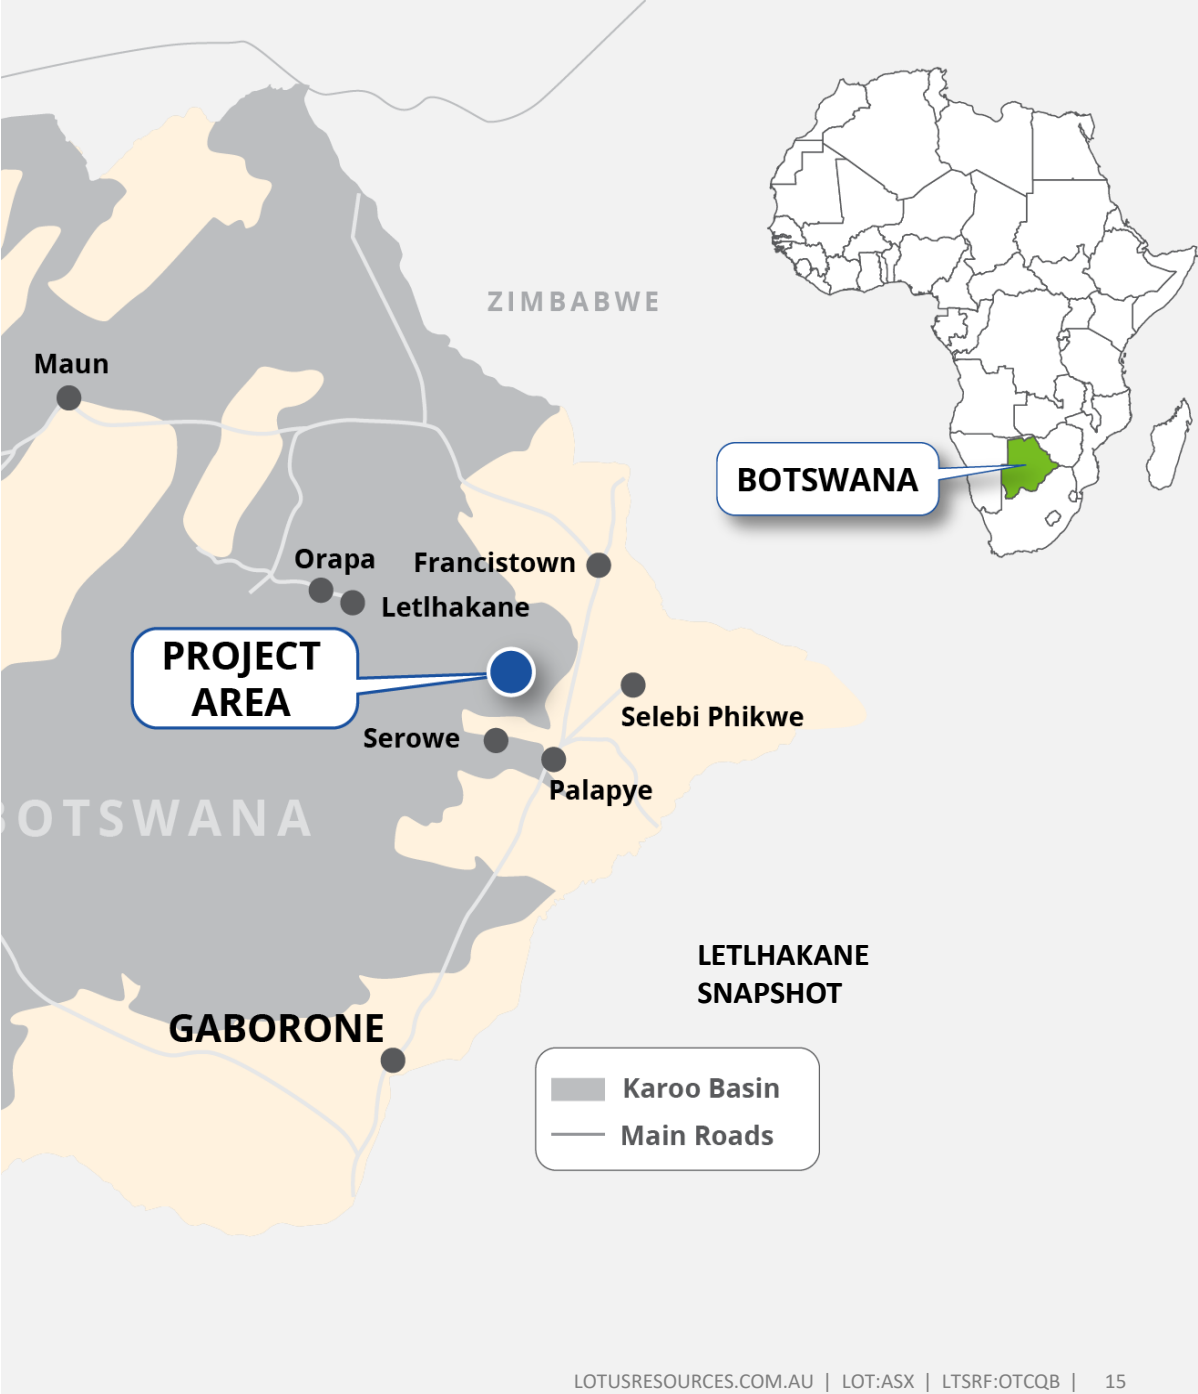 ZIMBABWE
Maun
BOTSWANA
Orapa
Francistown
Letlhakane
PROJECT
AREA
Selebi Phikwe
Serowe
Palapye
BOTSWANA
LETLHAKANE
SNAPSHOT
GABORONE
Karoo Basin
Main Roads
LOTUSRESOURCES.COM.AU | LOT:ASX | LTSRF:OTCQB | 15